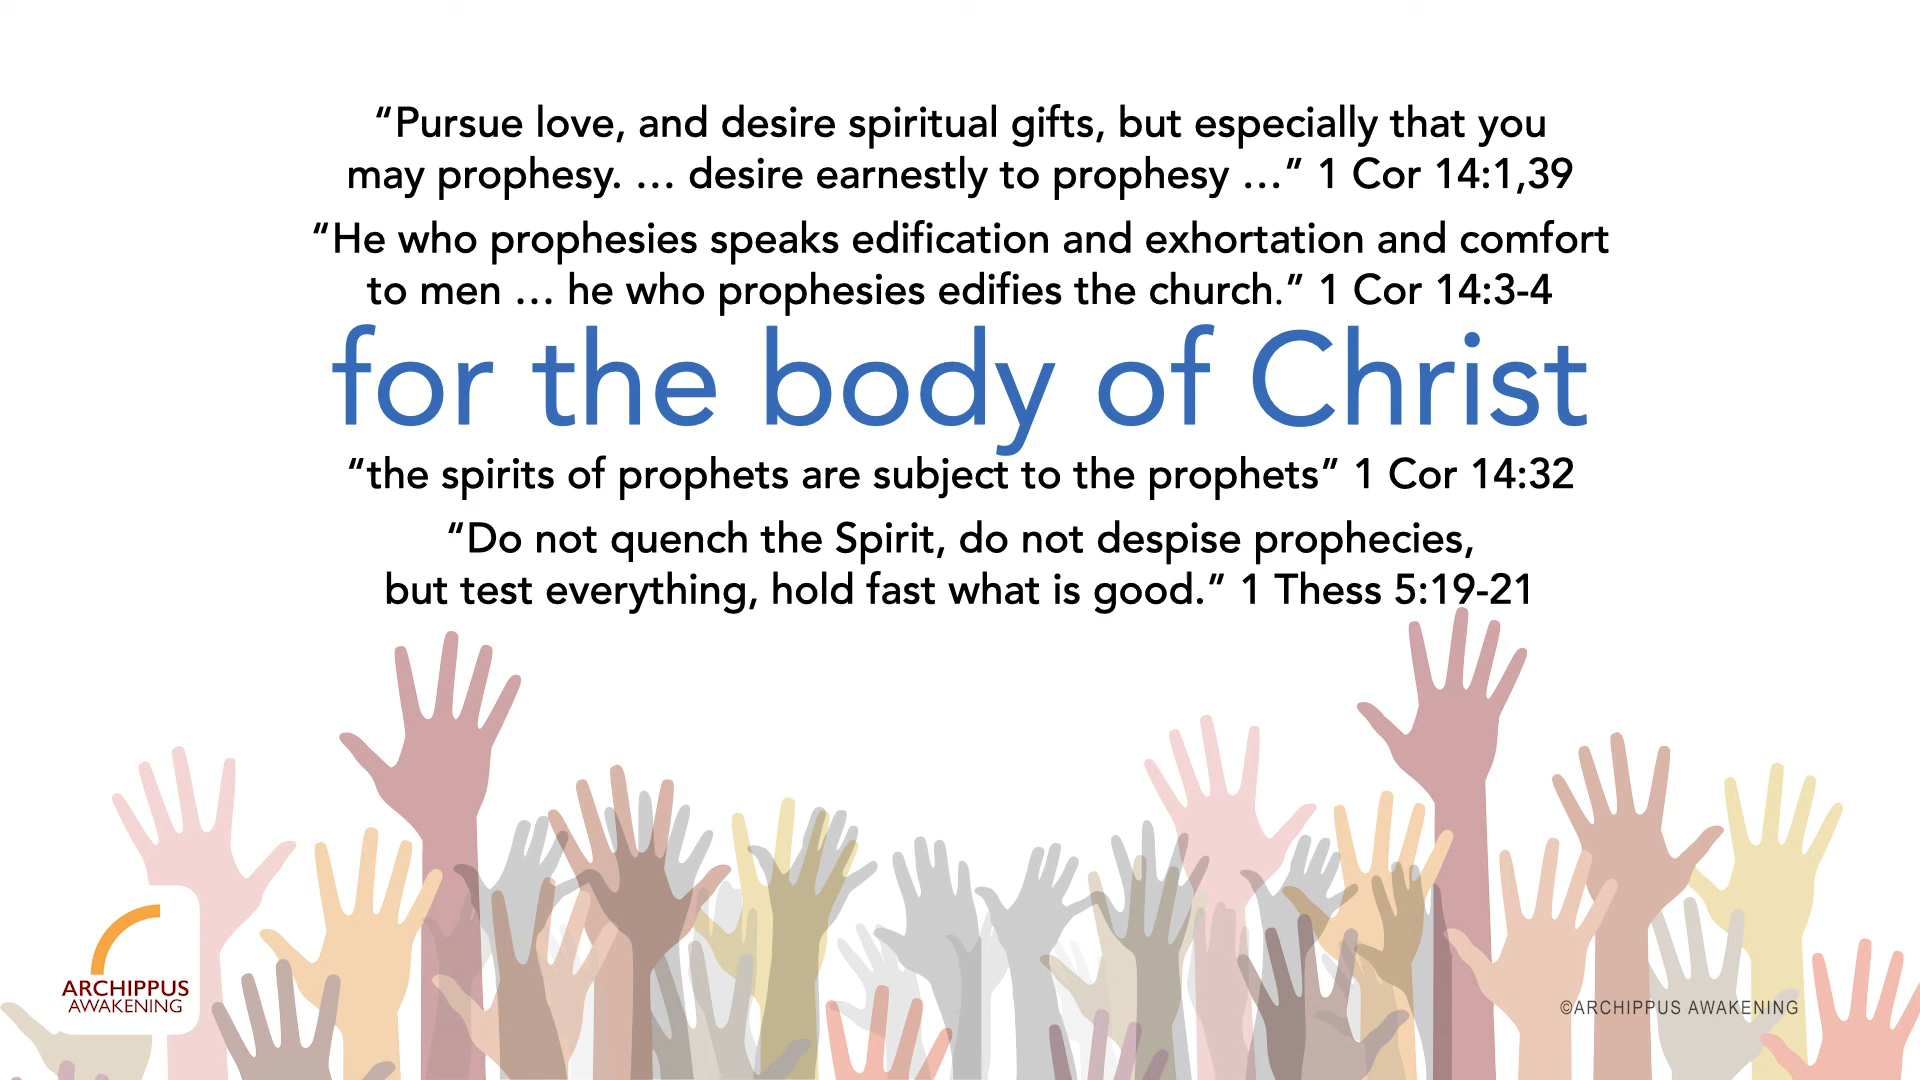 “Pursue love, and desire spiritual gifts, but especially that you
may prophesy. … desire earnestly to prophesy …” 1 Cor 14:1,39
“He who prophesies speaks edification and exhortation and comfort
to men … he who prophesies edifies the church.” 1 Cor 14:3-4
for the body of Christ
“the spirits of prophets are subject to the prophets” 1 Cor 14:32
“Do not quench the Spirit, do not despise prophecies,
but test everything, hold fast what is good.” 1 Thess 5:19-21
ARCHIPPUS
AWAKENING
©ARCHIPPUS AWAKENING